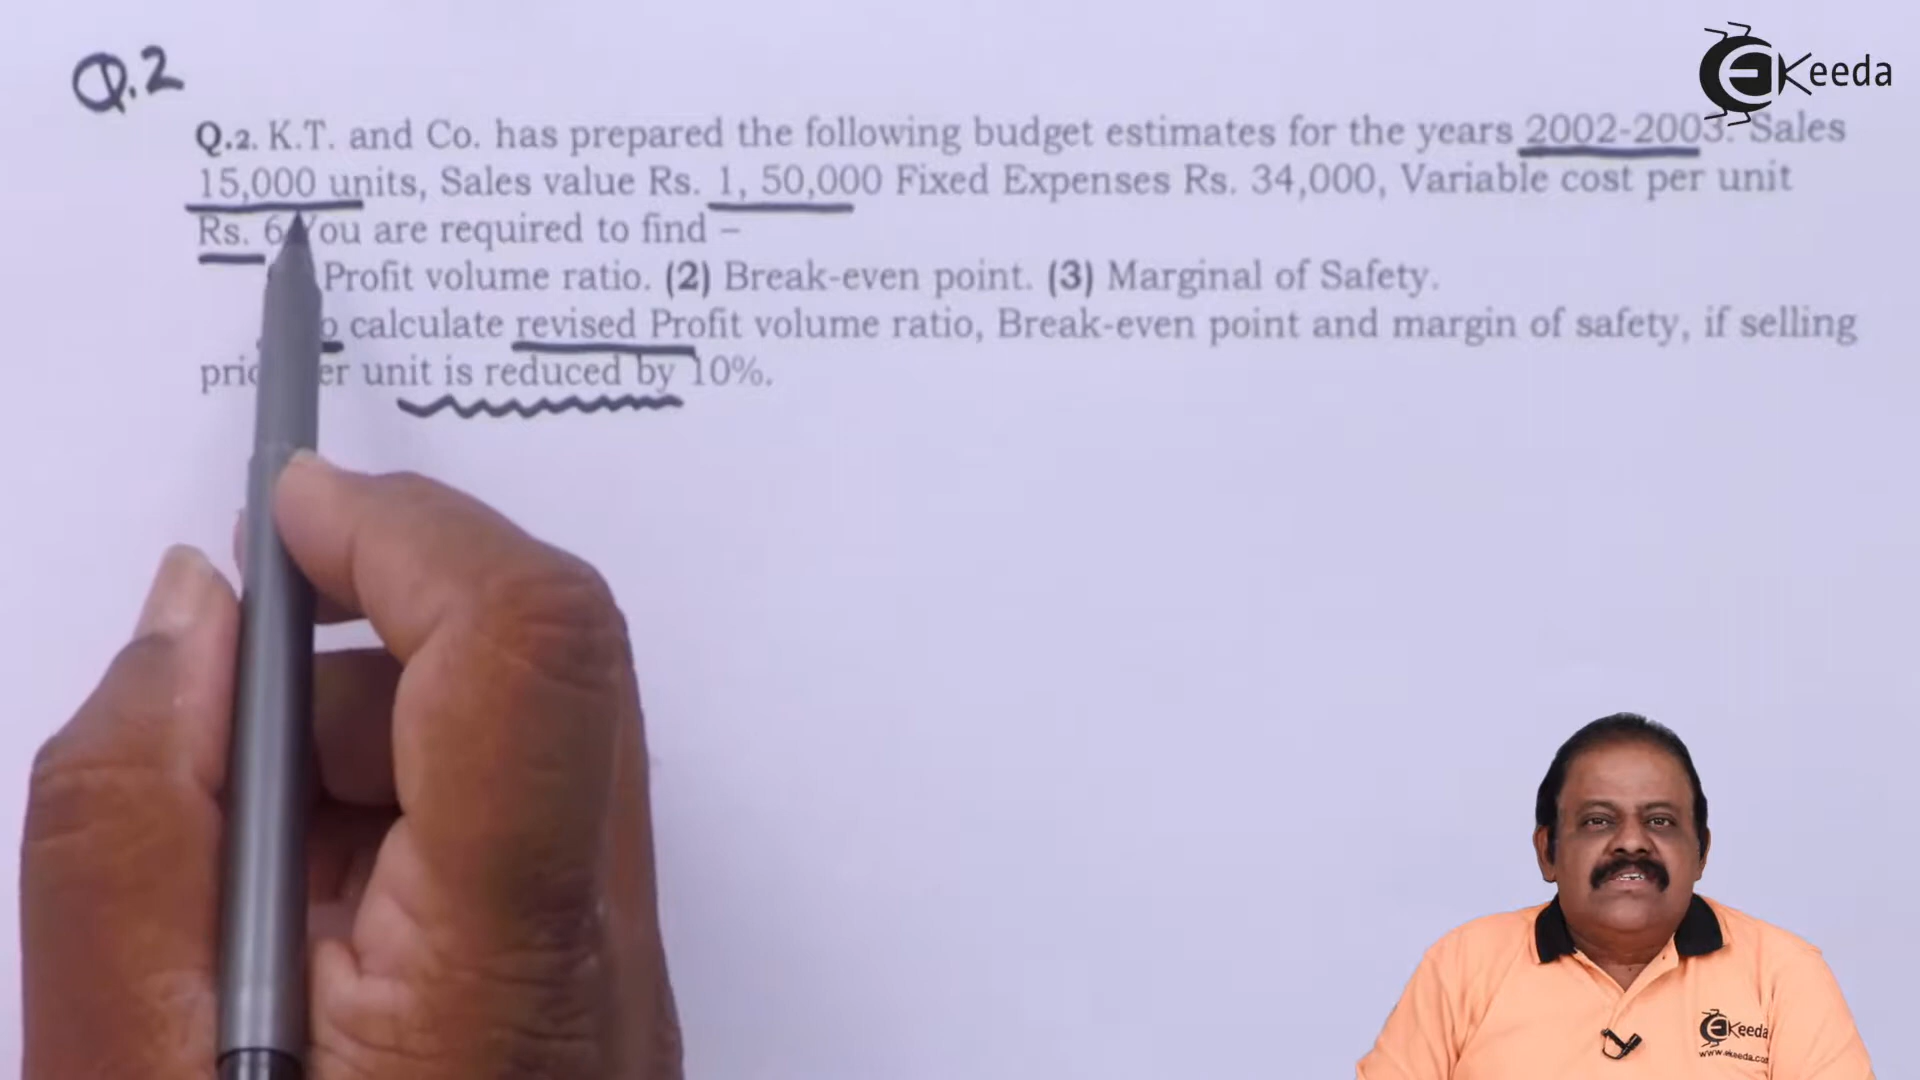 Q.2
EKeeda
Q.2. K.T. and Co. has prepared the following budget estimates for the years 2002-2003. Sales
15,000 units, Sales value Rs. 1, 50,000 Fixed Expenses Rs. 34,000, Variable cost per unit
Rs. 6 You are required to find –
Profit volume ratio. (2) Break-even point. (3) Marginal of Safety.
calculate revised Profit volume ratio, Break-even point and margin of safety, if selling
unit is reduced by 10%.
EKeeda